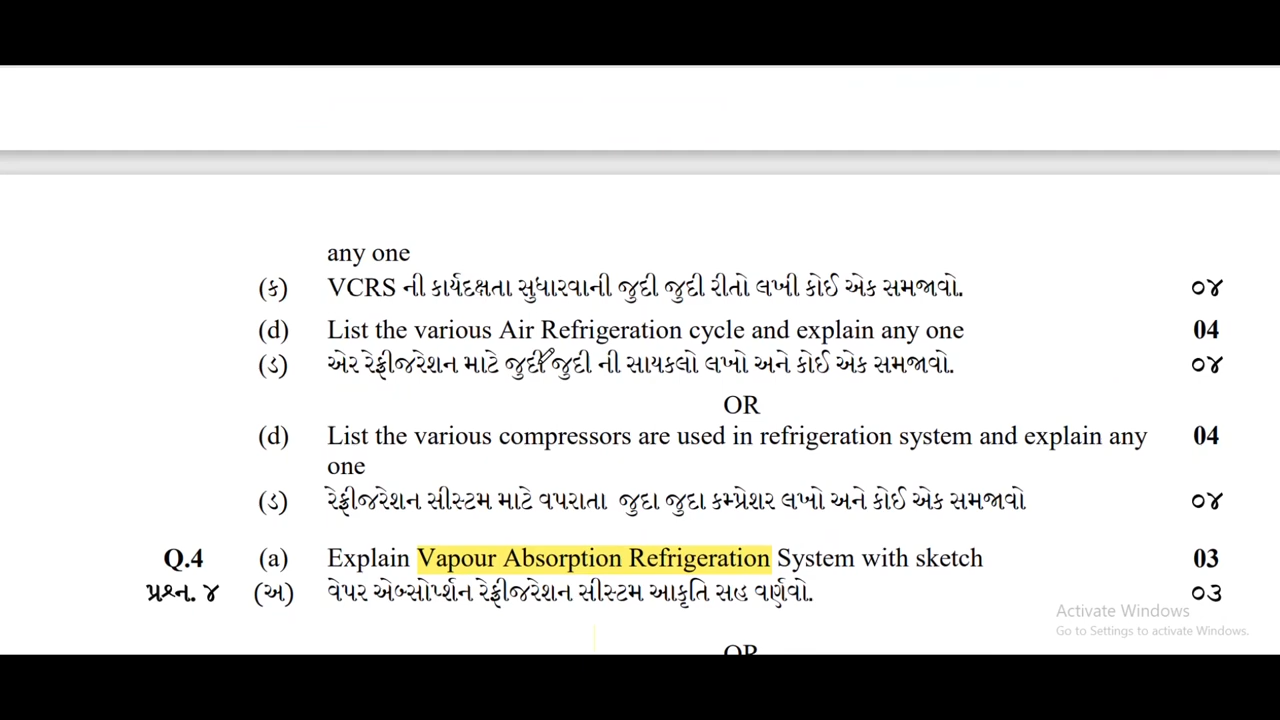 any one
(ક) VCRS ની કાર્યદક્ષતા સુધારવાની જુદી જુદી રીતો લખી કોઈ એક સમજાવો. ૦૪
(d) List the various Air Refrigeration cycle and explain any one 04
(ડ) એર રેફ્રીજરેશન માટે જુદી જુદી ની સાયકલો લખો અને કોઈ એક સમજાવો. ૦૪
OR
(d) List the various compressors are used in refrigeration system and explain any 04
one
(ડ) રેફ્રીજરેશન સીસ્ટમ માટે વપરાતા જુદા જુદા કમ્પ્રેશર લખો અને કોઈ એક સમજાવો ૦૪
Q.4 (a) Explain Vapour Absorption Refrigeration System with sketch 03
પ્રશ્ન. ૪ (અ) વેપર એબ્સોર્પ્શન રેફ્રીજરેશન સીસ્ટમ આકૃતિ સહ વર્ણવો. ૦૩
Activate Windows
Go to Settings to activate Windows.
OR